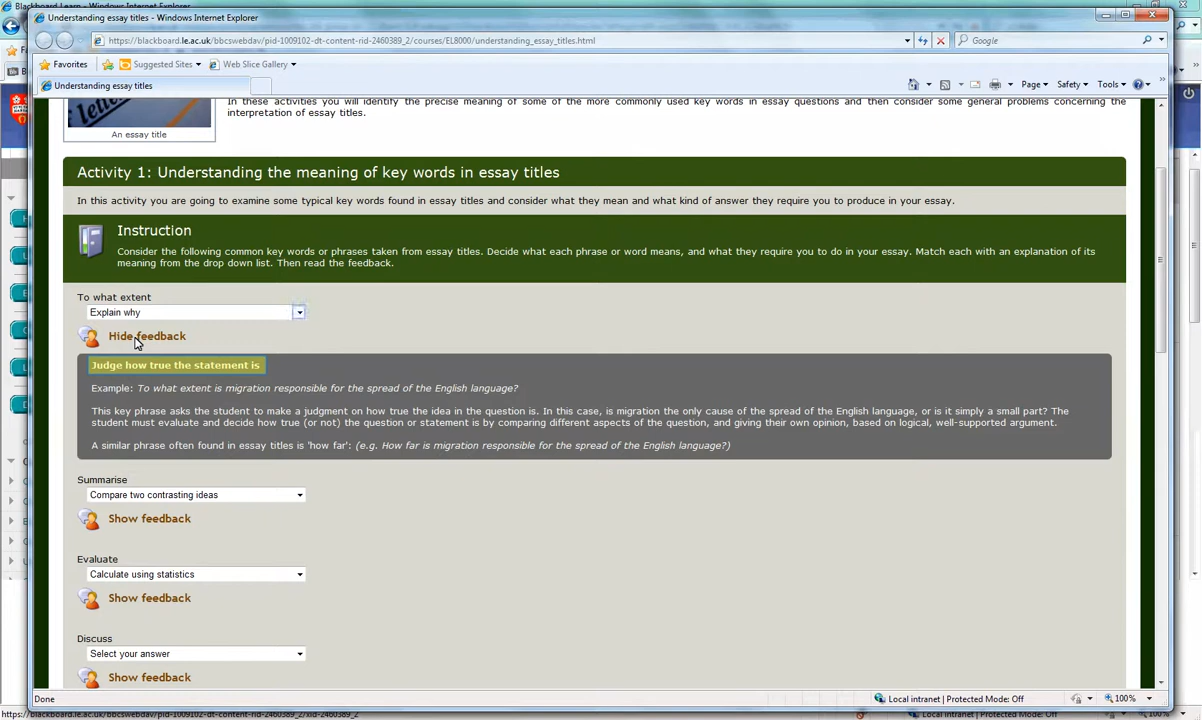 Blackboard Learn - Windows Internet Explorer
Understanding essay titles - Windows Internet Explorer
https://blackboard.le.ac.uk/bbcswebdav/pid-1009102-dt-content-rid-2460389_2/courses/EL8000/understanding_essay_titles.html
Google
Favorites
Suggested Sites
Web Slice Gallery
Understanding essay titles
Page
Safety
Tools
In these activities you will identify the precise meaning of some of the more commonly used key words in essay questions and then consider some general problems concerning the
interpretation of essay titles.
An essay title
Activity 1: Understanding the meaning of key words in essay titles
In this activity you are going to examine some typical key words found in essay titles and consider what they mean and what kind of answer they require you to produce in your essay.
Instruction
Consider the following common key words or phrases taken from essay titles. Decide what each phrase or word means, and what they require you to do in your essay. Match each with an explanation of its
meaning from the drop down list. Then read the feedback.
To what extent
Explain why
Hide feedback
Judge how true the statement is
Example: To what extent is migration responsible for the spread of the English language?
This key phrase asks the student to make a judgment on how true the idea in the question is. In this case, is migration the only cause of the spread of the English language, or is it simply a small part? The
student must evaluate and decide how true (or not) the question or statement is by comparing different aspects of the question, and giving their own opinion, based on logical, well-supported argument.
A similar phrase often found in essay titles is 'how far': (e.g. How far is migration responsible for the spread of the English language?)
Summarise
Compare two contrasting ideas
Show feedback
Evaluate
Calculate using statistics
Show feedback
Discuss
Select your answer
Show feedback
Done
Local intranet | Protected Mode: Off
100%